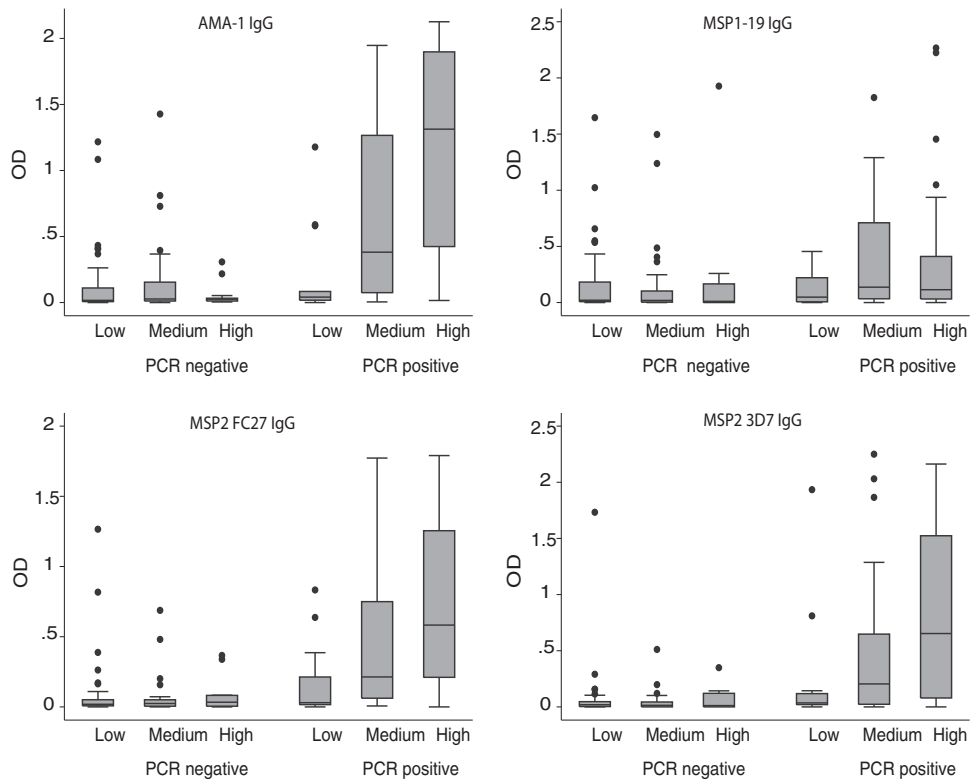 AMA-1 IgG
2
1.5
1
.5
0
OD
Low Medium High Low Medium High
PCR negative PCR positive
MSP1-19 IgG
2.5
2
1.5
1
0.5
0
OD
Low Medium High Low Medium High
PCR negative PCR positive
MSP2 FC27 IgG
2
1.5
1
.5
0
OD
Low Medium High Low Medium High
PCR negative PCR positive
MSP2 3D7 IgG
2.5
2
1.5
1
.5
0
OD
Low Medium High Low Medium High
PCR negative PCR positive